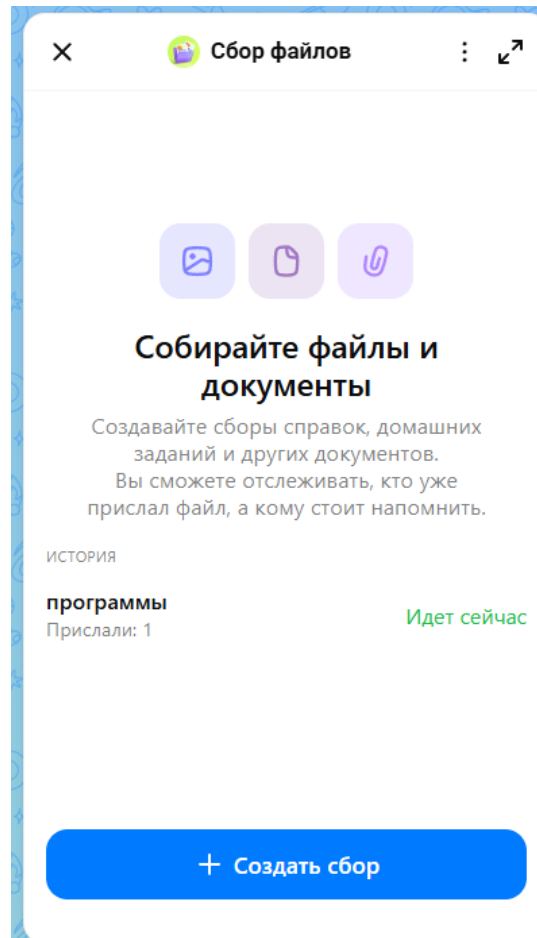 Сбор файлов
Собирайте файлы и
документы
Создавайте сборы справок, домашних
заданий и других документов.
Вы сможете отслеживать, кто уже
прислал файл, а кому стоит напомнить.
ИСТОРИЯ
программы
Прислали: 1
Идет сейчас
+ Создать сбор